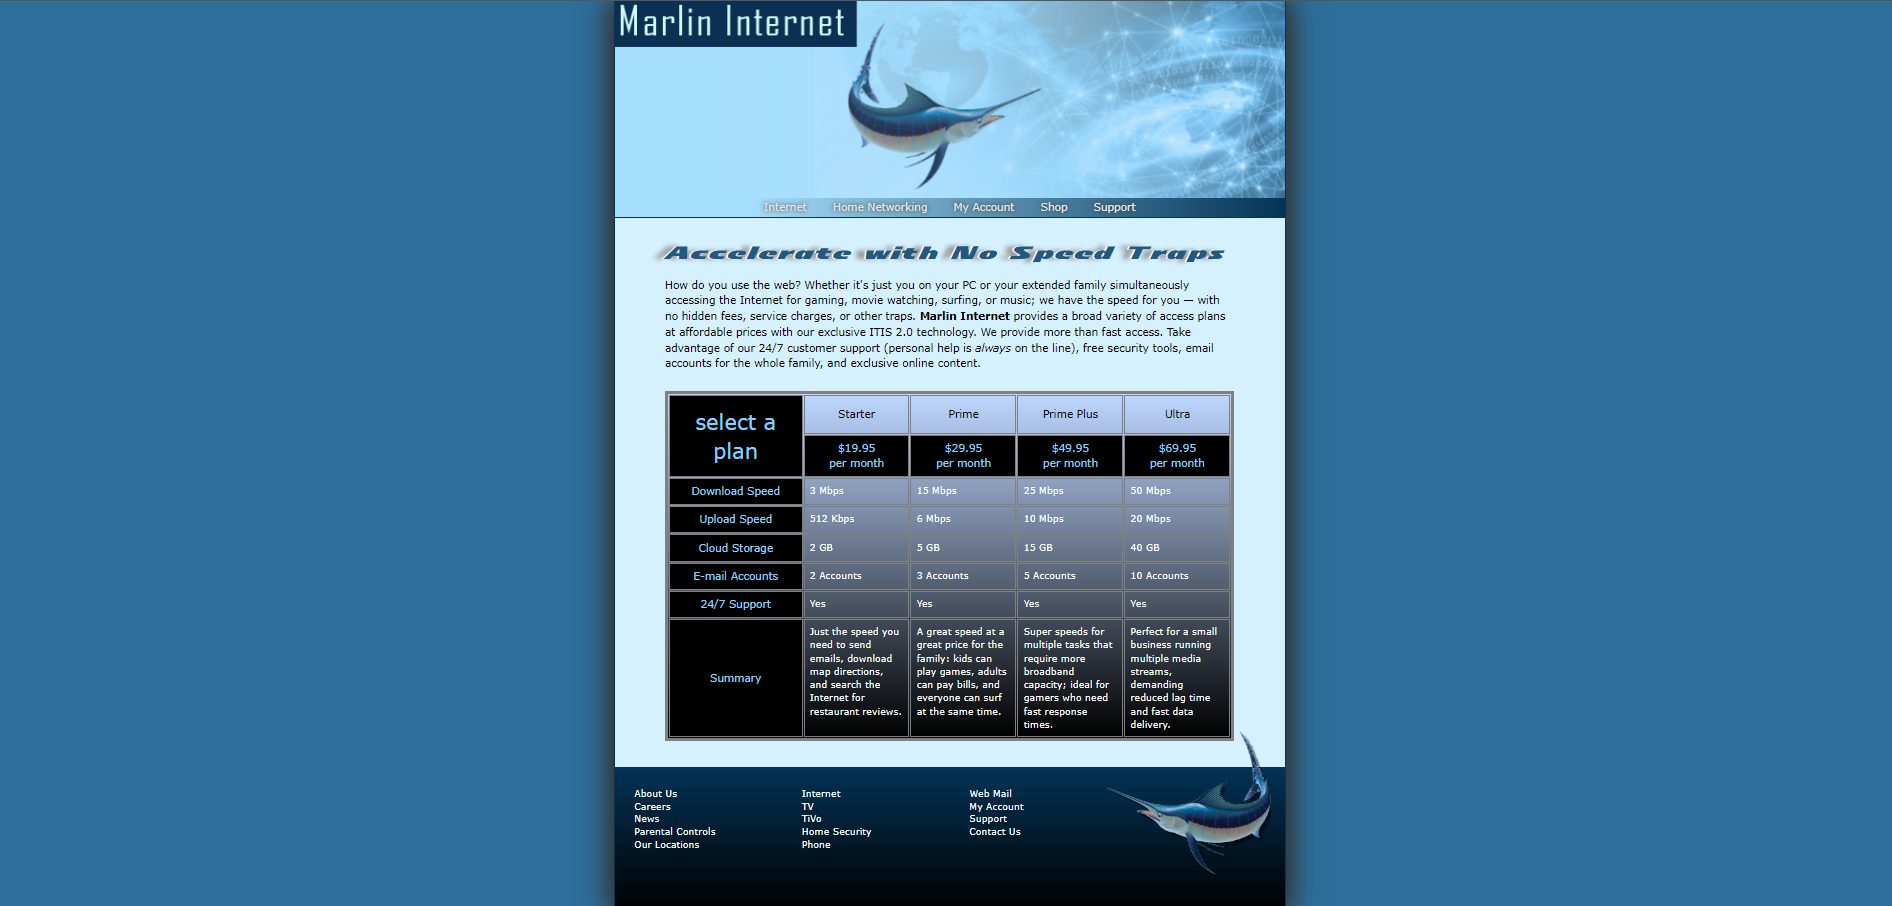 Marlin Internet
Internet Home Networking My Account Shop Support
Accelerate with No Speed Traps
How do you use the web? Whether it's just you on your PC or your extended family simultaneously
accessing the Internet for gaming, movie watching, surfing, or music; we have the speed for you — with
no hidden fees, service charges, or other traps. Marlin Internet provides a broad variety of access plans
at affordable prices with our exclusive ITIS 2.0 technology. We provide more than fast access. Take
advantage of our 24/7 customer support (personal help is always on the line), free security tools, email
accounts for the whole family, and exclusive online content.
select a
plan
Starter Prime Prime Plus Ultra
$19.95 $29.95 $49.95 $69.95
per month per month per month per month
Download Speed 3 Mbps 15 Mbps 25 Mbps 50 Mbps
Upload Speed 512 Kbps 6 Mbps 10 Mbps 20 Mbps
Cloud Storage 2 GB 5 GB 15 GB 40 GB
E-mail Accounts 2 Accounts 3 Accounts 5 Accounts 10 Accounts
24/7 Support Yes Yes Yes Yes
Summary
Just the speed you
need to send
emails, download
map directions,
and search the
Internet for
restaurant reviews.
A great speed at a
great price for the
family: kids can
play games, adults
can pay bills, and
everyone can surf
at the same time.
Super speeds for
multiple tasks that
require more
broadband
capacity; ideal for
gamers who need
fast response
times.
Perfect for a small
business running
multiple media
streams,
demanding
reduced lag time
and fast data
delivery.
About Us
Careers
News
Parental Controls
Our Locations
Internet
TV
TiVo
Home Security
Phone
Web Mail
My Account
Support
Contact Us